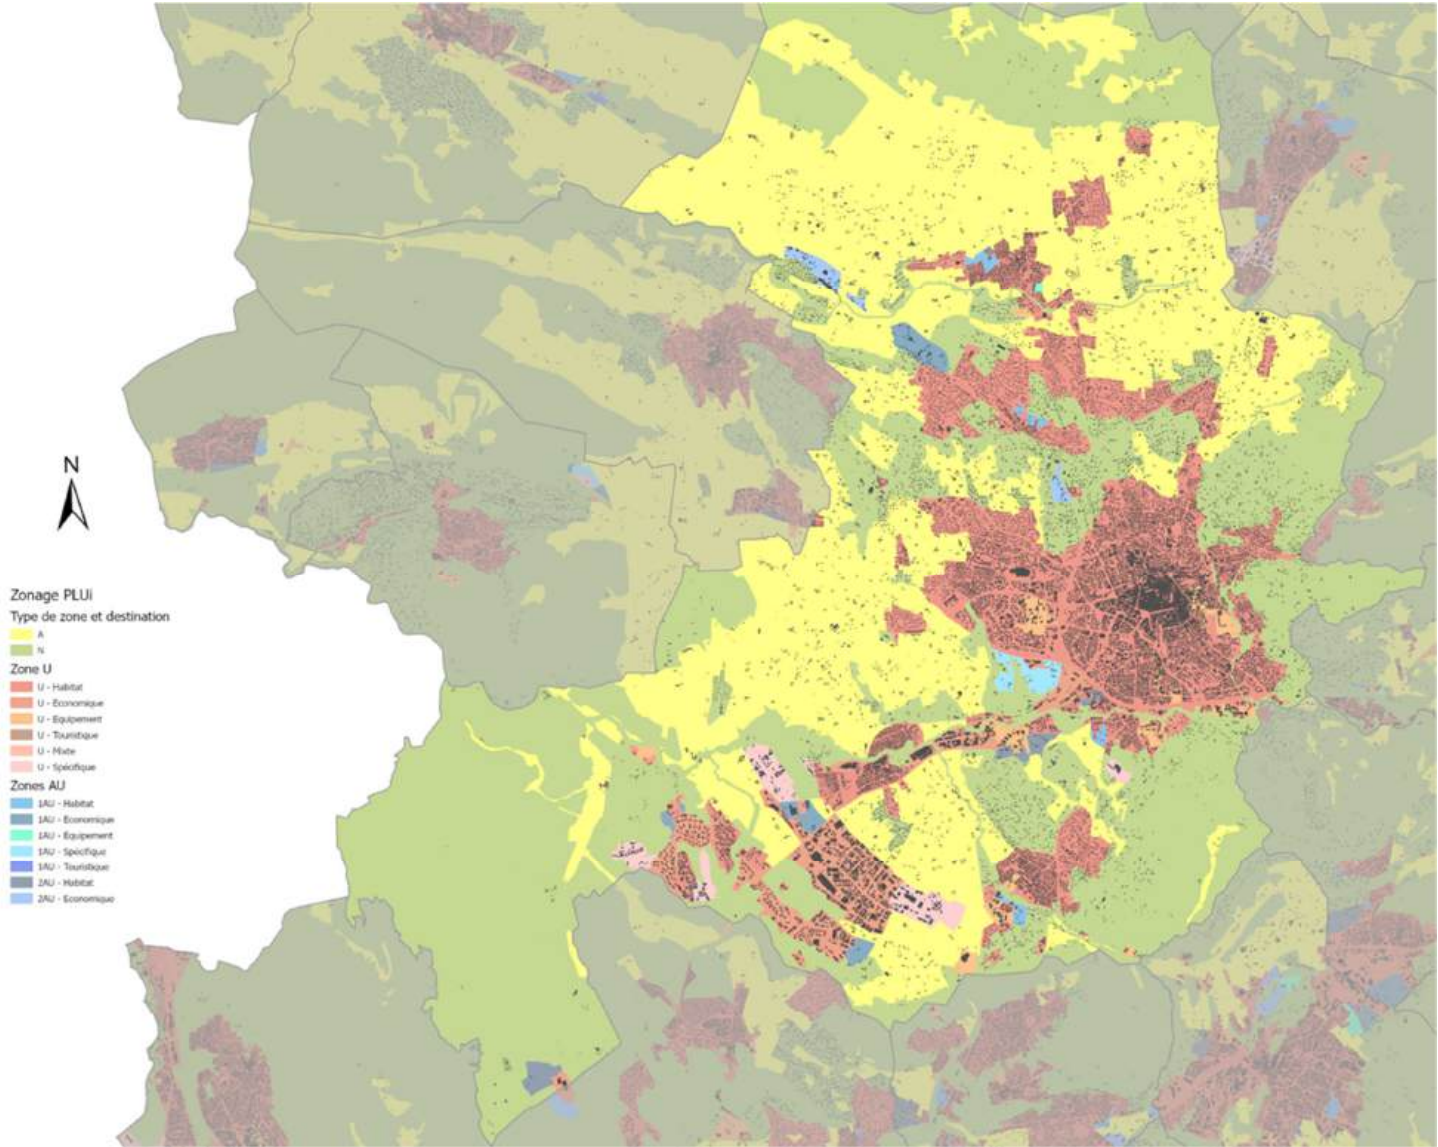 N
Zonage PLUi
Type de zone et destination
A
N
Zone U
U - Habitat
U - Economique
U - Equipement
U - Touristique
U - Mixte
U - Spécifique
Zones AU
1AU - Habitat
1AU - Economique
1AU - Equipement
1AU - Spécifique
1AU - Touristique
2AU - Habitat
2AU - Economique